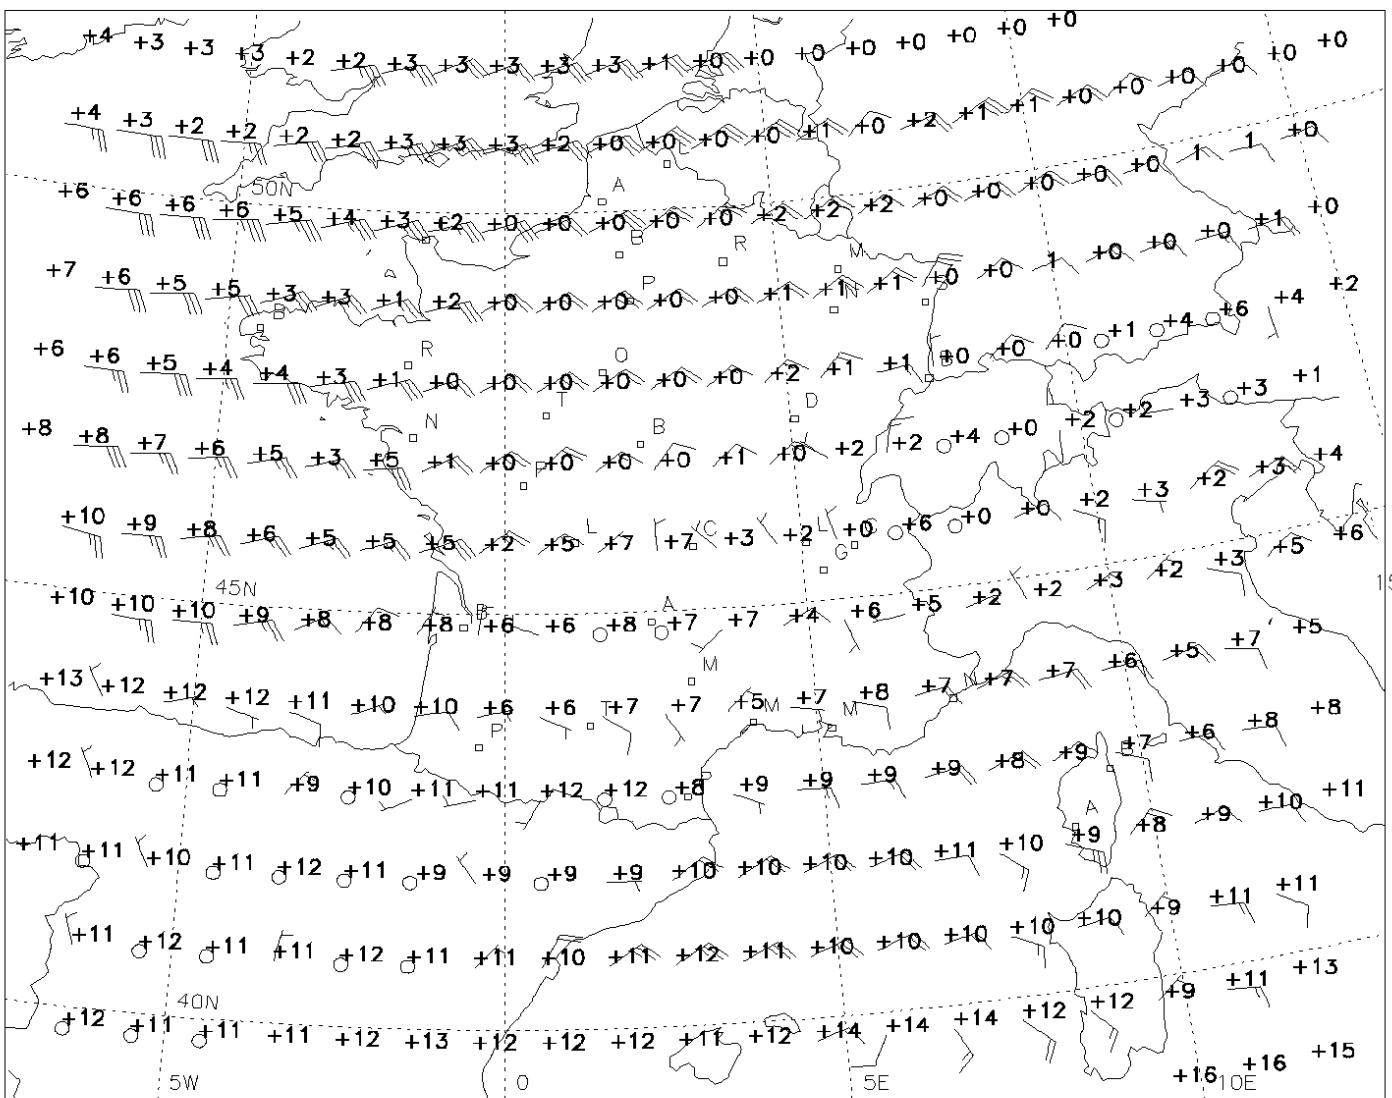 +4 +3 +3 +3 +2 +2 +3 +3 +3 +3 +3 +1 +0 +0 +0 +0 +0 +0 +0 +0 +0 +0 +0 +0 +0
+4 +3 +2 +2 +2 +2 +3 +3 +3 +2 +0 +0 +0 +0 +1 +0 +2 +1 +1 +0 +0 1 1 +0
L
50N
A
+6 +6 +6 +6 +5 +4 +3 +2 +0 +0 +0 +0 +0 +2 +2 +2 +0 +0 +0 +0 +0 +1 +0
B R M
+7 +6 +5 +5 +3 +3 +1 +2 +0 +0 +0 +0 +0 +1 +1 +1 +0 +0 1 +0 +0 +0
B P N S
+6 +6 +5 +4 +4 +3 +1 +0 +0 +0 +0 +0 +0 +2 +1 +1 +0 +0 +0 +1 +4 +6 +4 +2
R O B
T D
N B
+8 +8 +7 +6 +5 +3 +5 +1 +0 +0 +0 +0 +1 +0 +2 +2 +4 +0 +2 +2 +3 +3 +1
P
+10 +9 +8 +6 +5 +5 +5 +2 +5 +7 +7 +3 +2 +0 +6 +0 +0 +2 +3 +2 +3 +4
L C L C
G
45N
15
+10 +10 +10 +9 +8 +8 +8 +6 +6 +8 +7 +7 +4 +6 +5 +2 +2 +3 +2 +3 +5 +6
B A
M
+13 +12 +12 +12 +11 +10 +10 +6 +6 +7 +7 +5 +7 +8 +7 +7 +7 +6 +5 +7 +5
P T M M N
+12 +12 +11 +11 +9 +10 +11 +11 +12 +12 +8 +9 +9 +9 +9 +8 +9 +7 +6 +8 +8
B
A
+11 +11 +10 +11 +12 +11 +9 +9 +9 +9 +10 +10 +10 +10 +11 +10 +9 +8 +9 +10 +11
+11 +12 +11 +11 +12 +11 +11 +10 +11 +12 +11 +10 +10 +10 +10 +10 +9 +11 +11
40N
+12 +11 +11 +11 +12 +13 +12 +12 +12 +11 +12 +14 +14 +14 +12 +12 +9 +11 +13
+16 +16 +15
5W 0 5E 10E